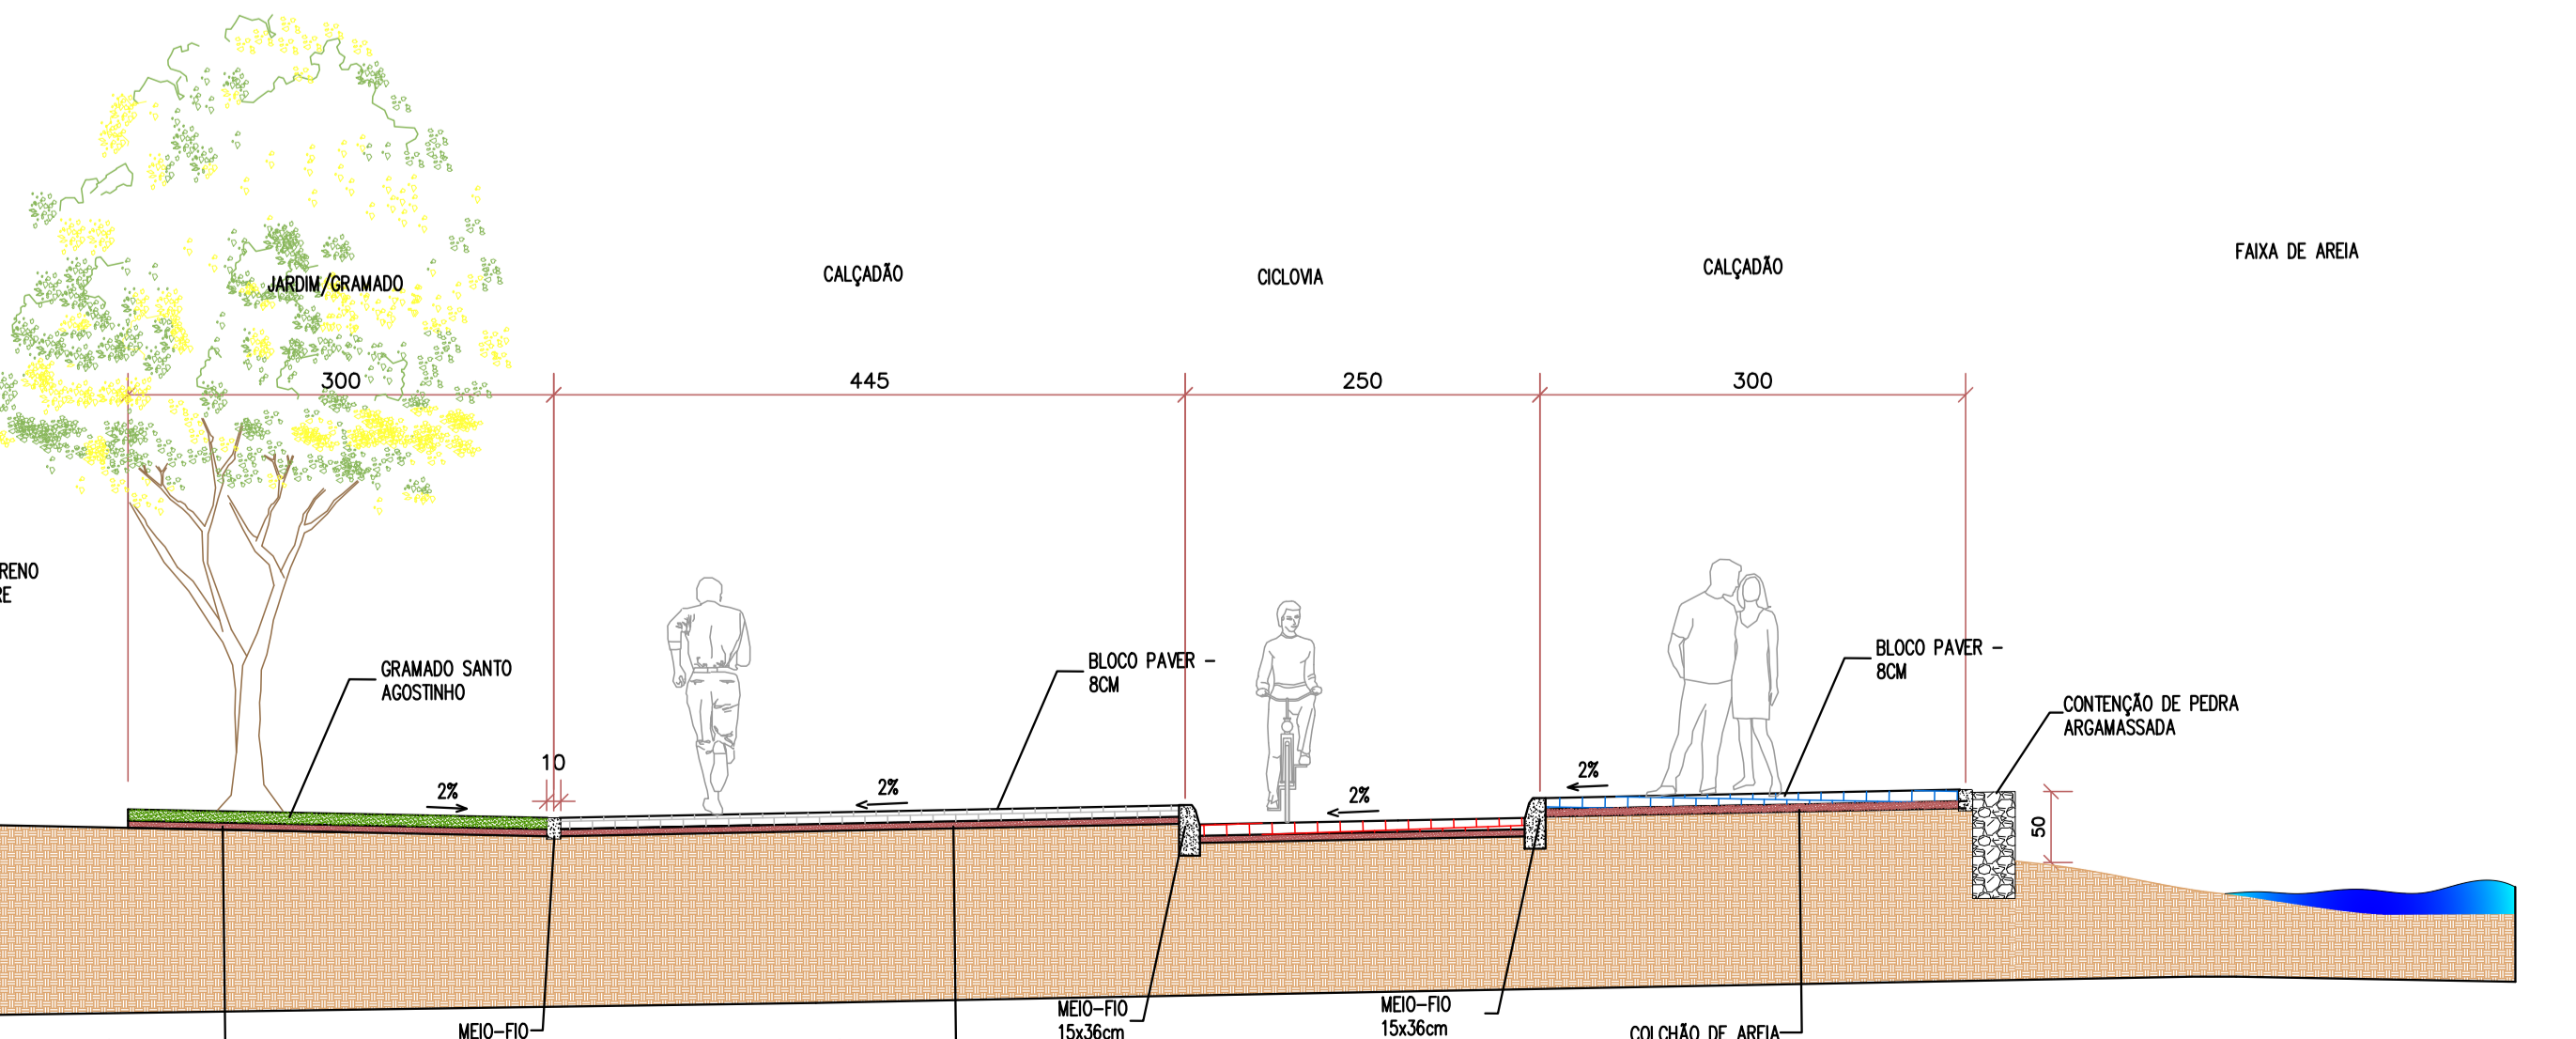 FAIXA DE AREIA
CALÇADÃO
CALÇADÃO
CICLOVIA
JARDIM/GRAMADO
300
445
250
300
RENO
RE
GRAMADO SANTO
AGOSTINHO
BLOCO PAVER –
8CM
BLOCO PAVER –
8CM
CONTENÇÃO DE PEDRA
ARGAMASSADA
10
2%
2%
2%
2%
50
MEIO–FIO
MEIO–FIO
15x36cm
MEIO–FIO
15x36cm
COLCHÃO DE AREIA